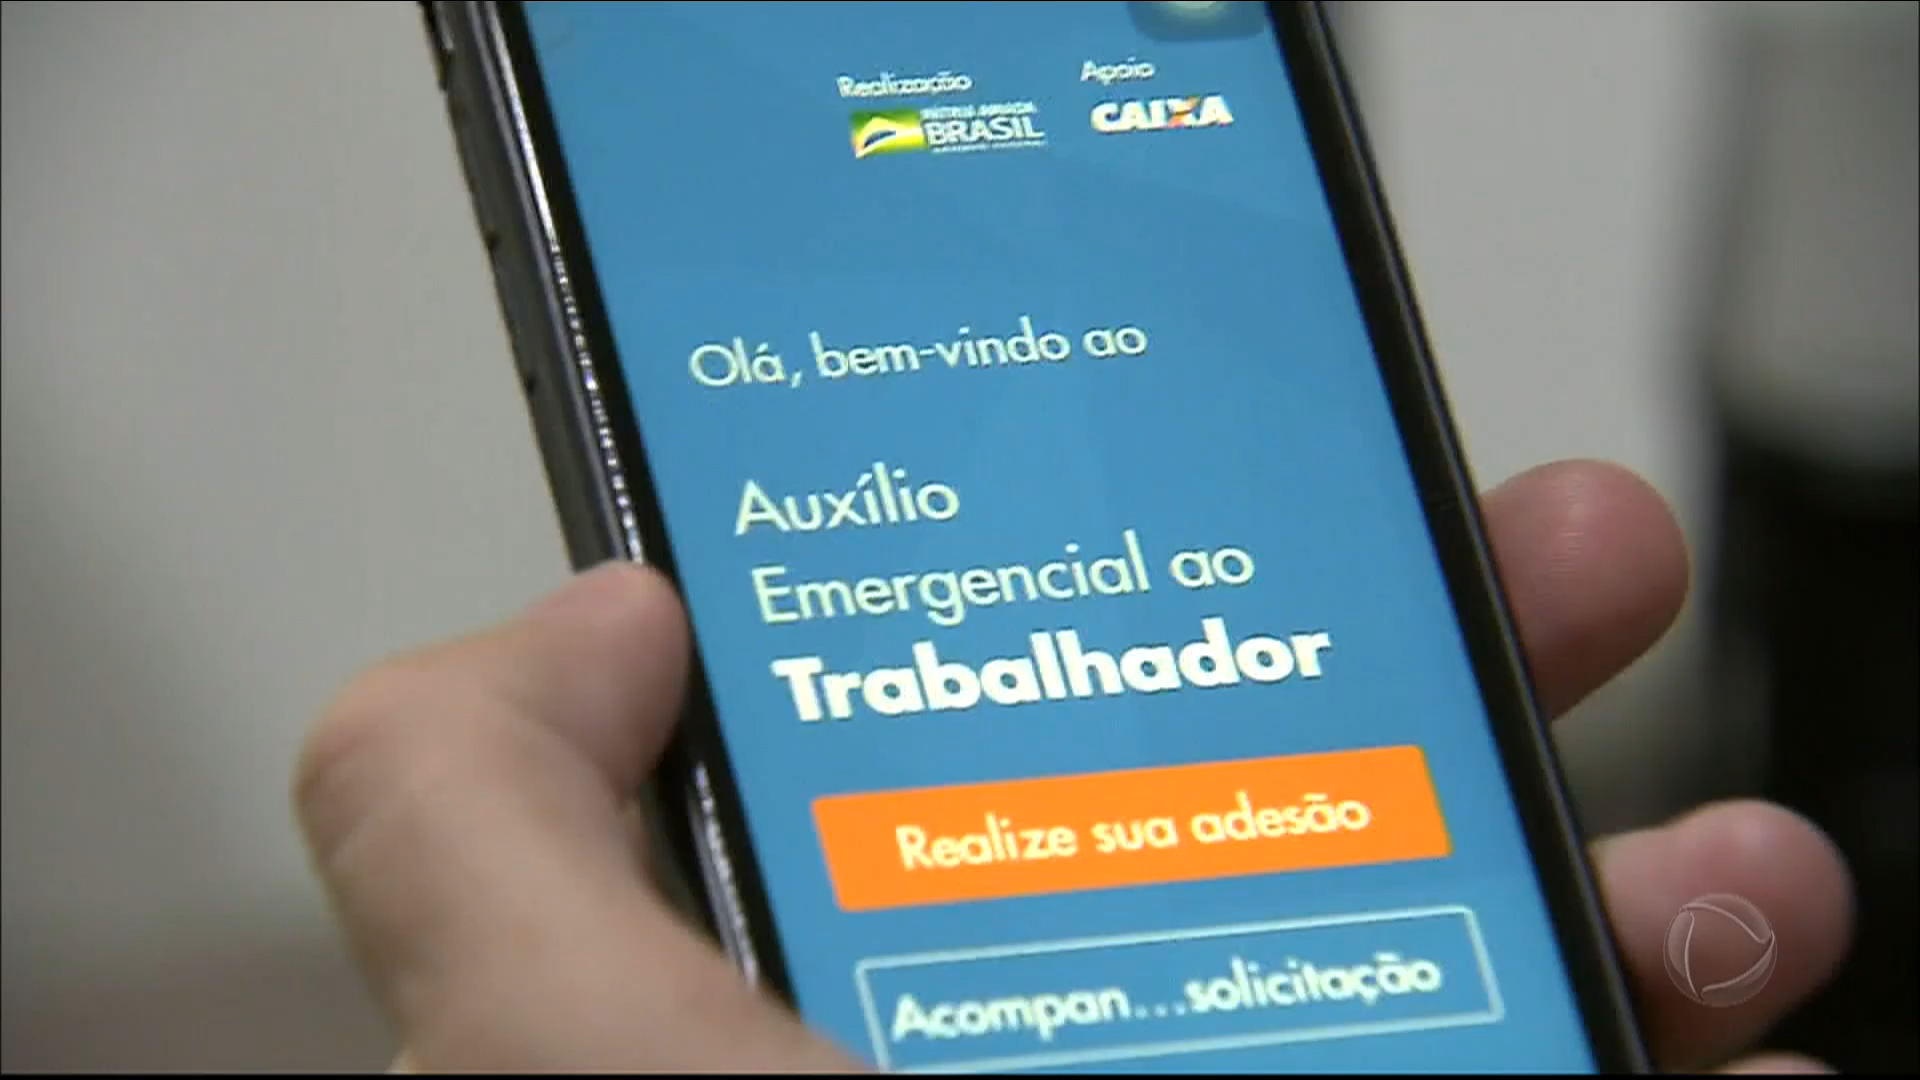 Realização
Apoio
BRASIL
CAIXA
Olá, bem-vindo ao
Auxílio
Emergencial ao
Trabalhador
Realize sua adesão
Acompan...solicitação